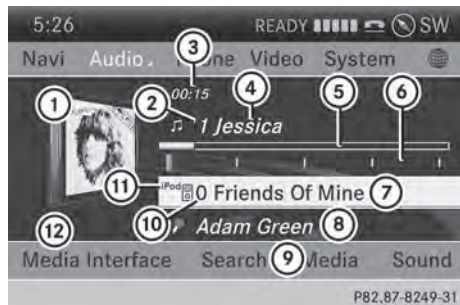 5:26 READY SW
Navi Audio Phone Video System
3
00:15
1 2 4 5 6
1 Jessica
11 iPod 0 Friends Of Mine 7
10 Adam Green 8
12
Media Interface Search 9 Media Sound
P82.87-8249-31